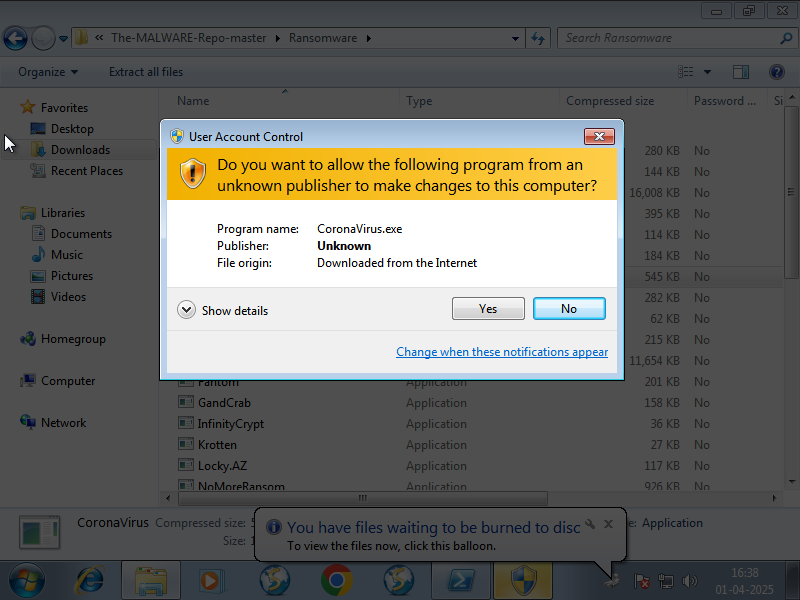 « The-MALWARE-Repo-master Ransomware
Search Ransomware
Organize Extract all files
Name Type Compressed size Password ... Si
Favorites
Desktop
Downloads
Recent Places
Libraries
Documents
Music
Pictures
Videos
Homegroup
Computer
Network
User Account Control
Do you want to allow the following program from an
unknown publisher to make changes to this computer?
Program name: CoronaVirus.exe
Publisher: Unknown
File origin: Downloaded from the Internet
Show details
Yes No
Change when these notifications appear
280 KB No
144 KB No
16,008 KB No
395 KB No
114 KB No
184 KB No
545 KB No
282 KB No
62 KB No
215 KB No
11,654 KB No
Fantom Application 201 KB No
GandCrab Application 158 KB No
InfinityCrypt Application 36 KB No
Krotten Application 27 KB No
Locky.AZ Application 117 KB No
NoMoreRansom Application 926 KB No
CoronaVirus Compressed size:
Application
Size:
You have files waiting to be burned to disc
To view the files now, click this balloon.
16:38
01-04-2025